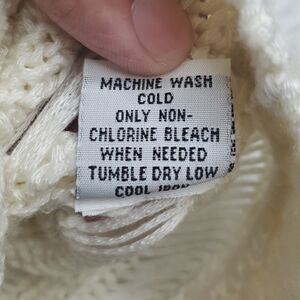 MACHINE WASH
COLD
ONLY NON-
CHLORINE BLEACH
WHEN NEEDED
TUMBLE DRY LOW
COOL IRON